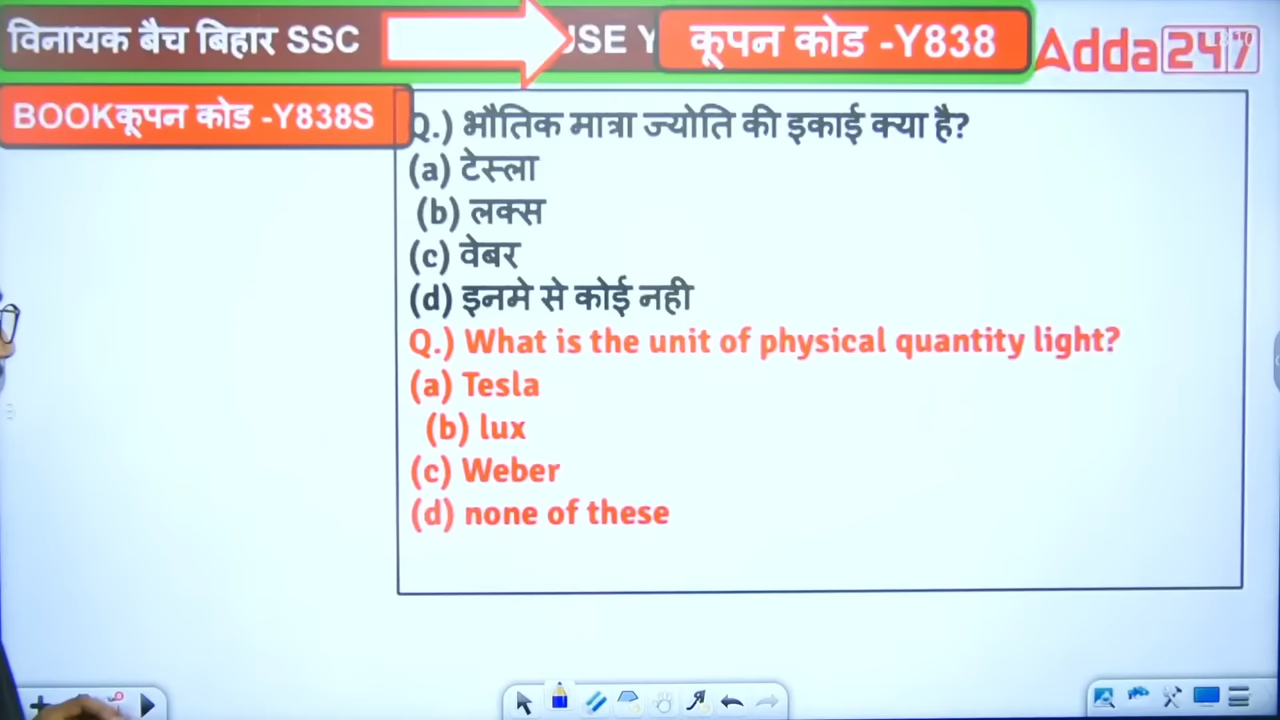 विनायक बैच बिहार SSC
USE Y
कूपन कोड -Y838
Adda247
BOOKकूपन कोड -Y838S
Q.) भौतिक मात्रा ज्योति की इकाई क्या है?
(a) टेस्ला
(b) लक्स
(c) वेबर
(d) इनमे से कोई नही
Q.) What is the unit of physical quantity light?
(a) Tesla
(b) lux
(c) Weber
(d) none of these